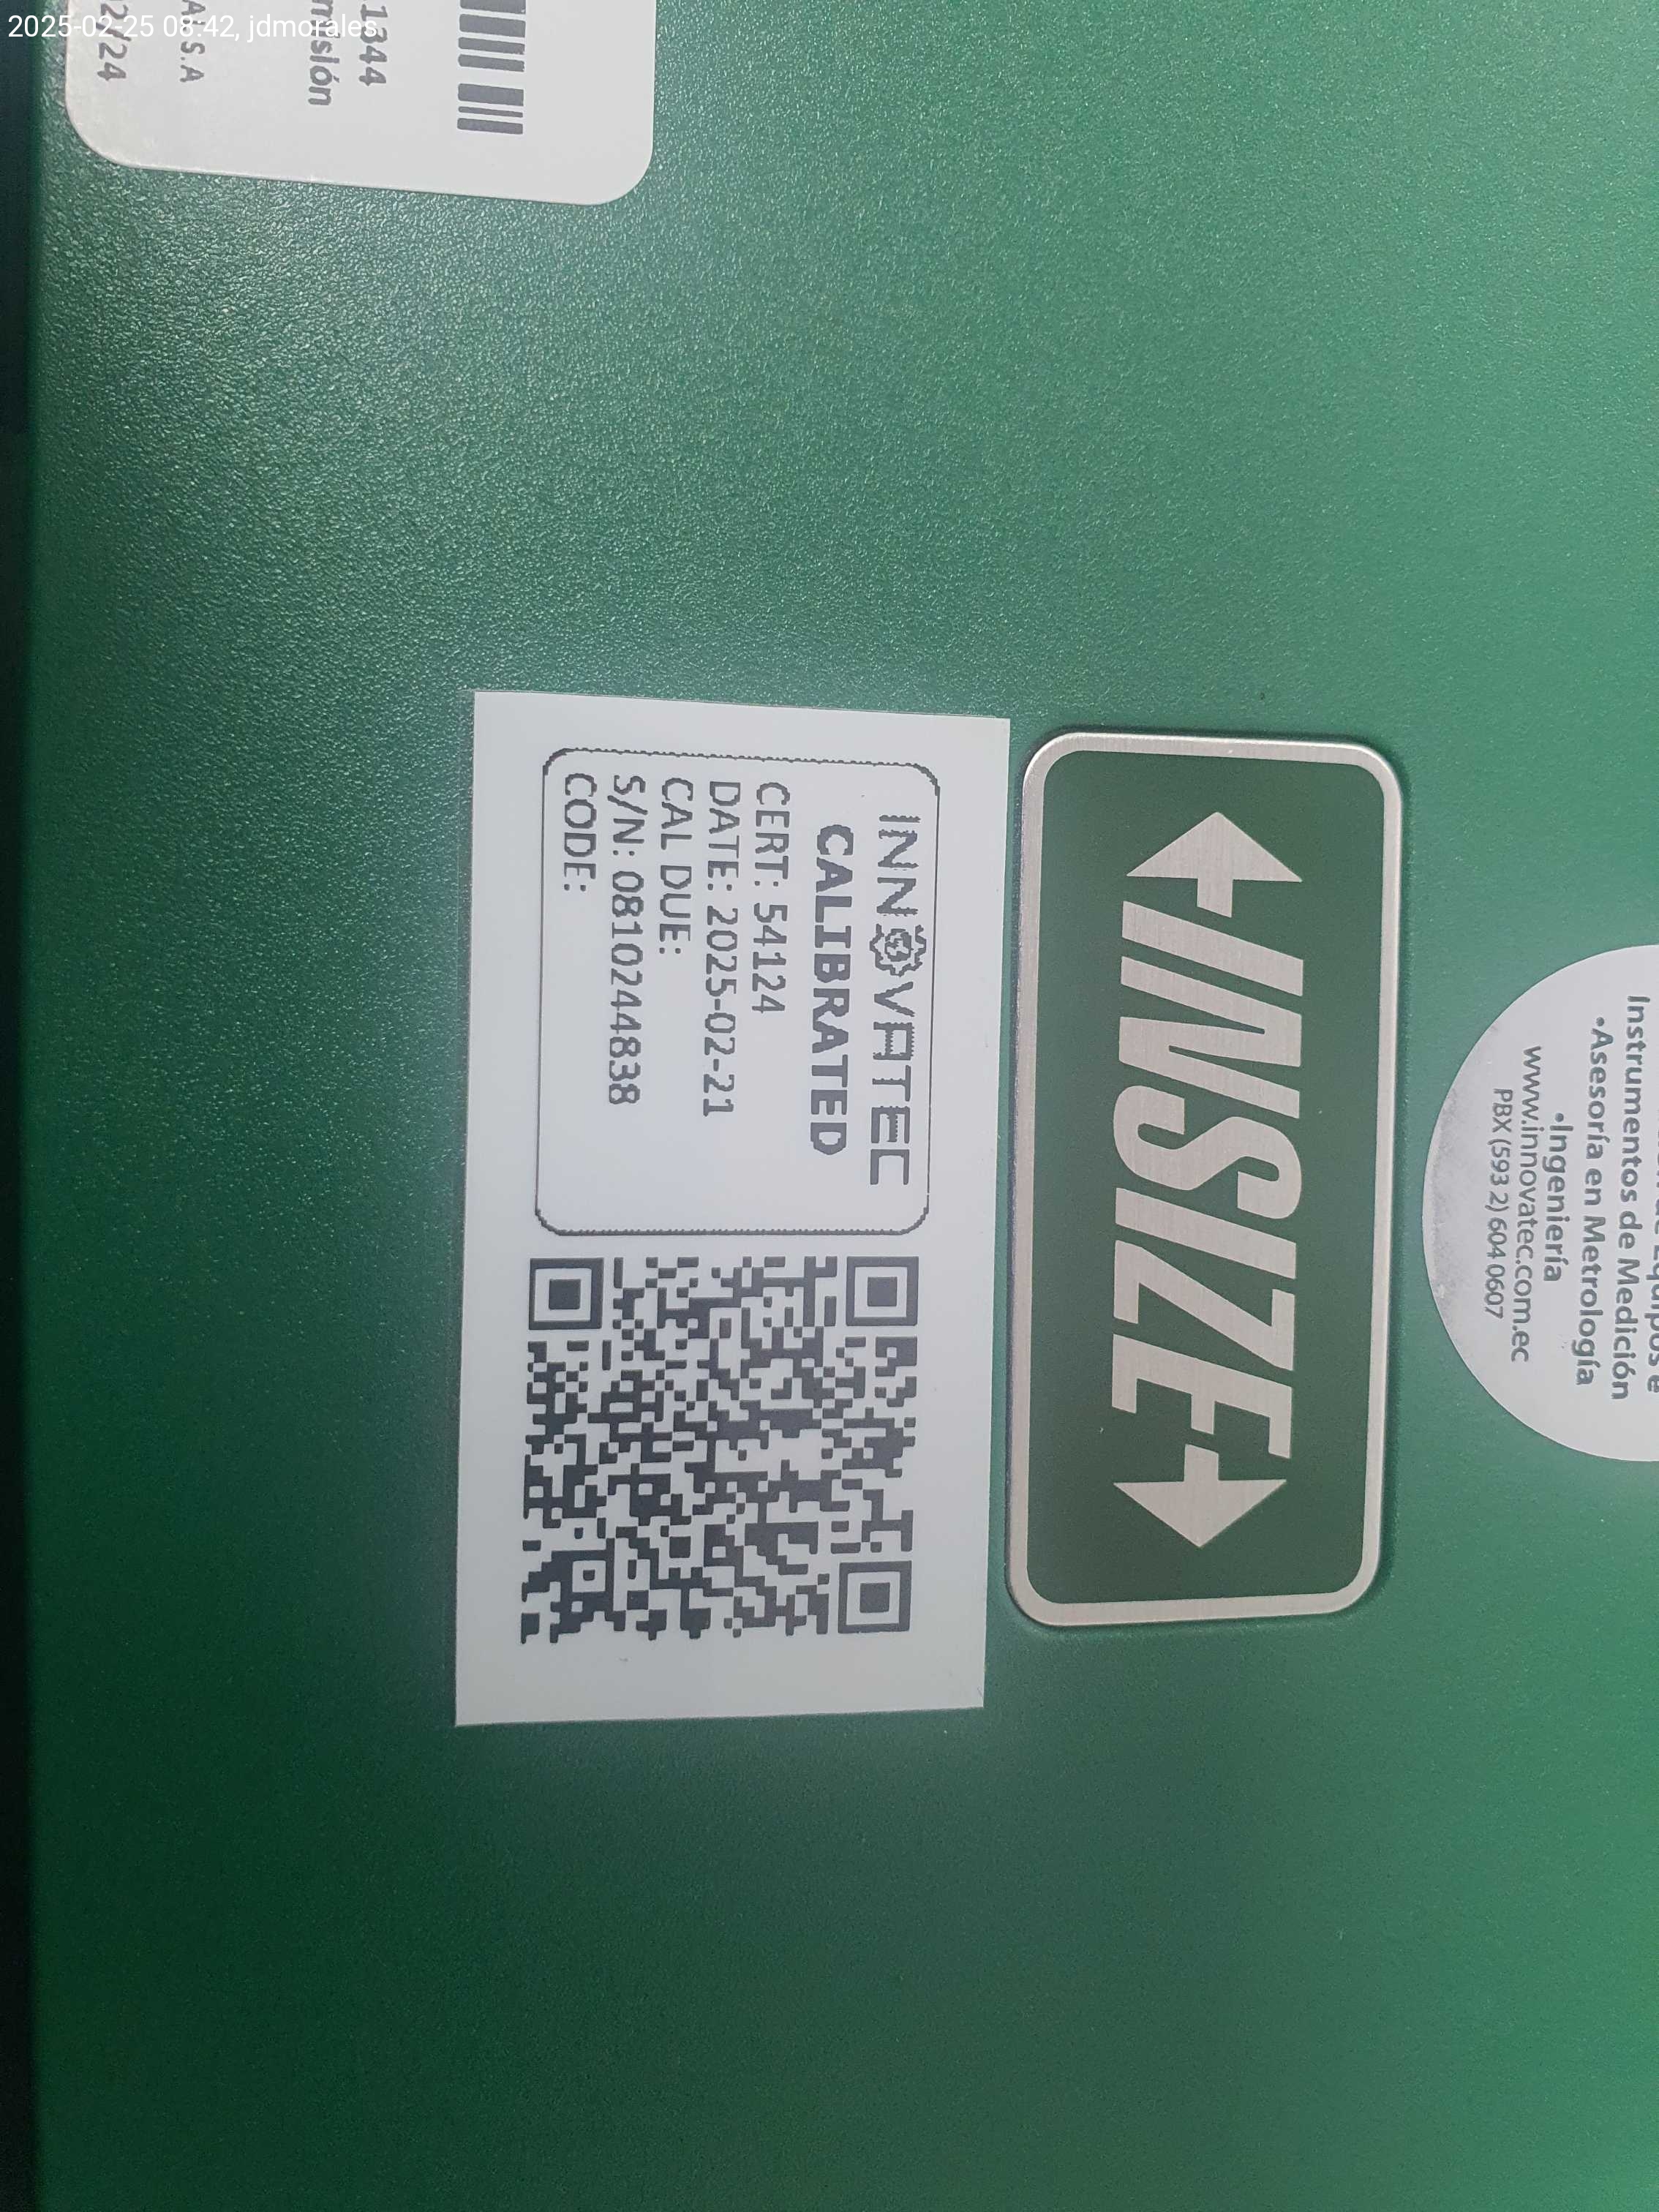 2025-02-25 08:42, jdmorales
1344
S.A
/24
INNOVATEC
CALIBRATED
CERT: 54124
DATE: 2025-02-21
CAL DUE:
S/N: 0810244838
CODE:
INSIZE
Instrumentos de Medición
•Asesoría en Metrología
•Ingeniería
www.innovatec.com.ec
PBX (593 2) 604 0607